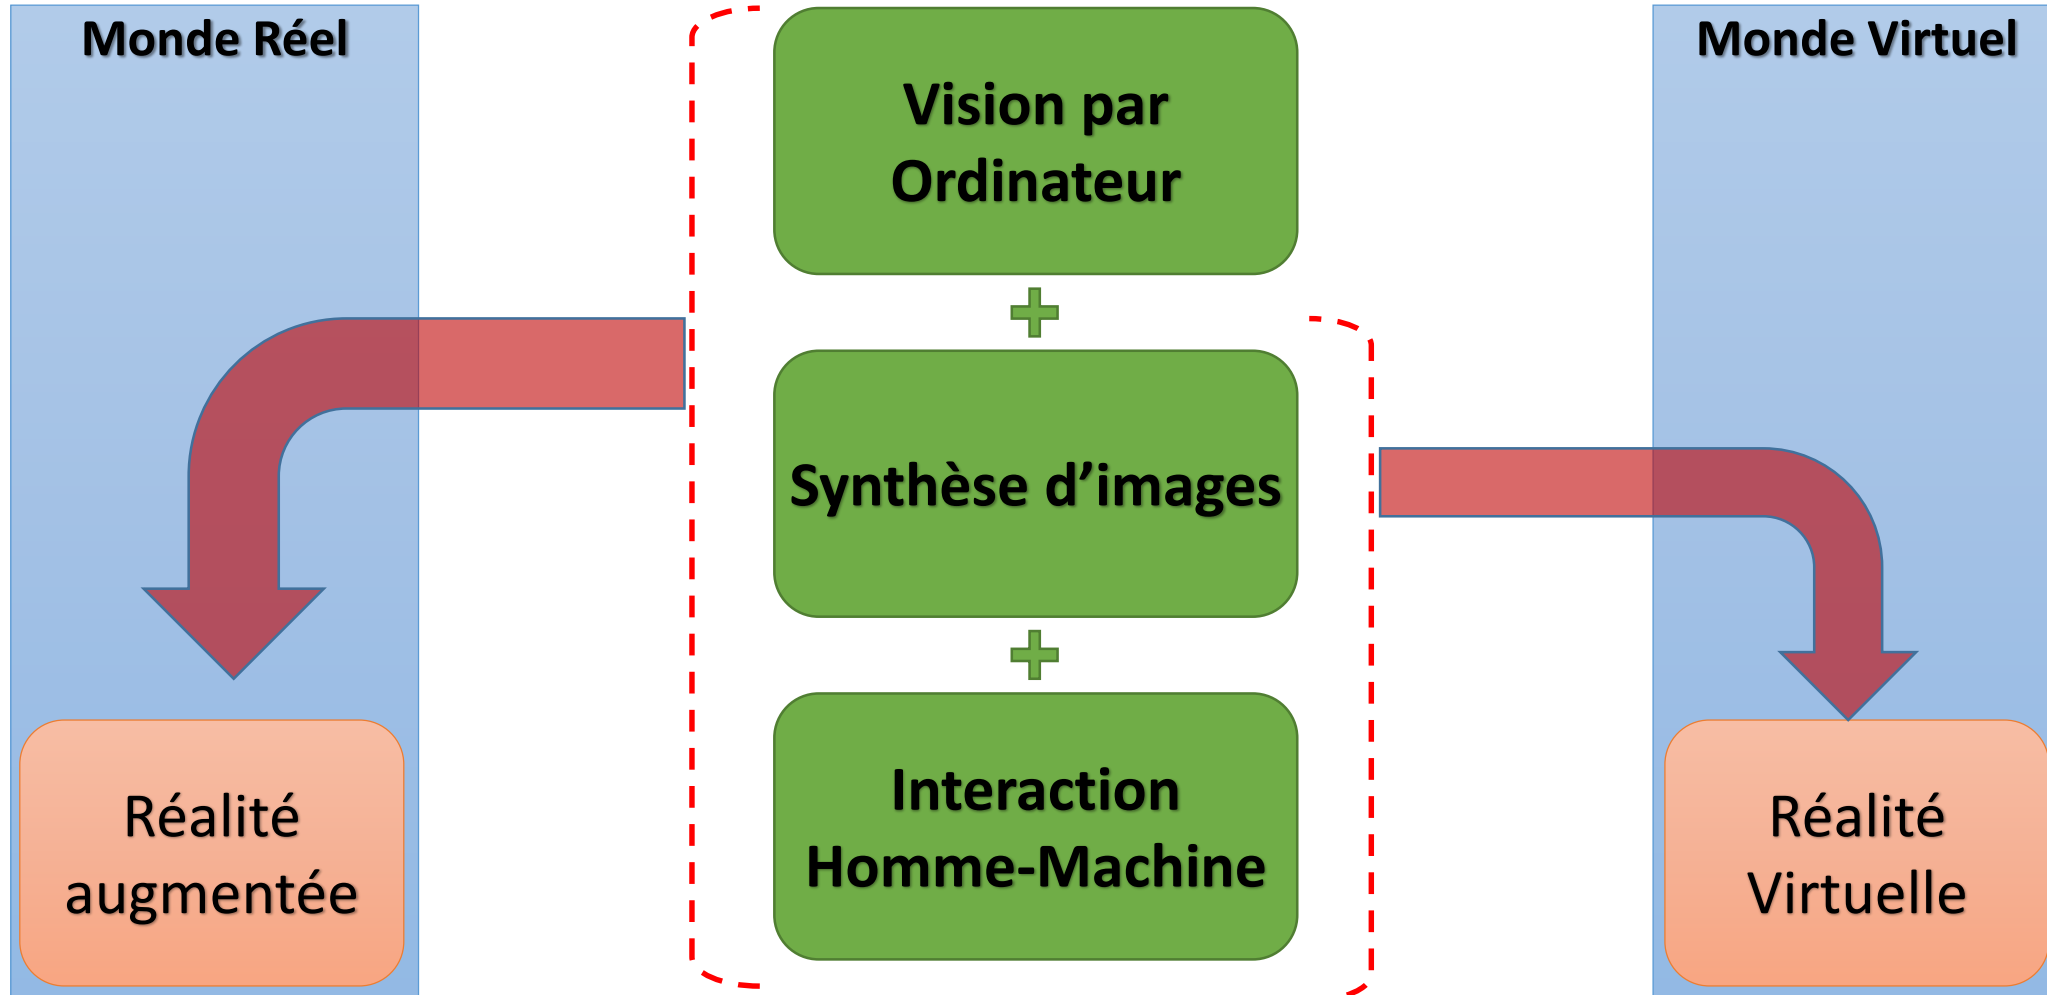 Monde Réel
Monde Virtuel
Vision par
Ordinateur
Synthèse d’images
Interaction
Homme-Machine
Réalité
augmentée
Réalité
Virtuelle